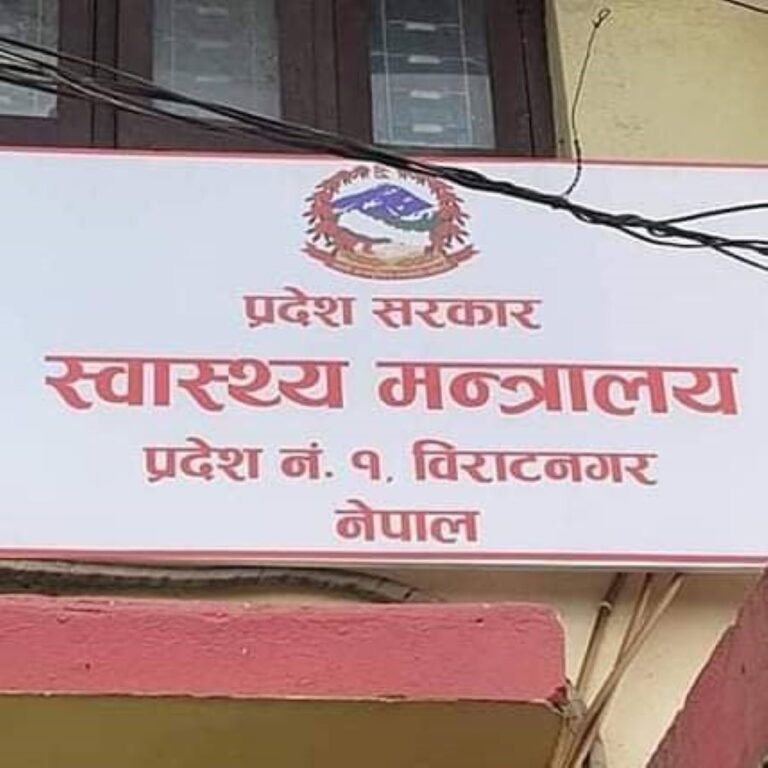 प्रदेश सरकार
स्वास्थ्य मन्त्रालय
प्रदेश नं. १, विराटनगर
नेपाल